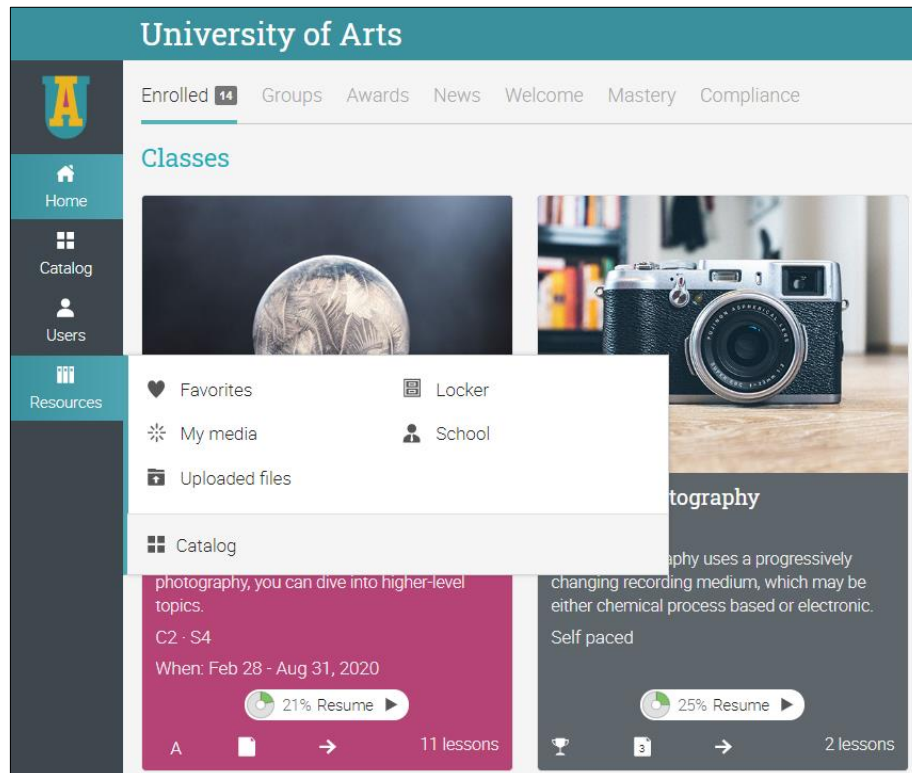 University of Arts
A
Enrolled 14 Groups Awards News Welcome Mastery Compliance
Classes
Home
Catalog
Users
Resources
Favorites
Locker
My media
School
Uploaded files
Catalog
photography, you can dive into higher-level
topics.
C2 · S4
When: Feb 28 - Aug 31, 2020
21% Resume
A
11 lessons
tography
aphy uses a progressively
changing recording medium, which may be
either chemical process based or electronic.
Self paced
25% Resume
3
2 lessons